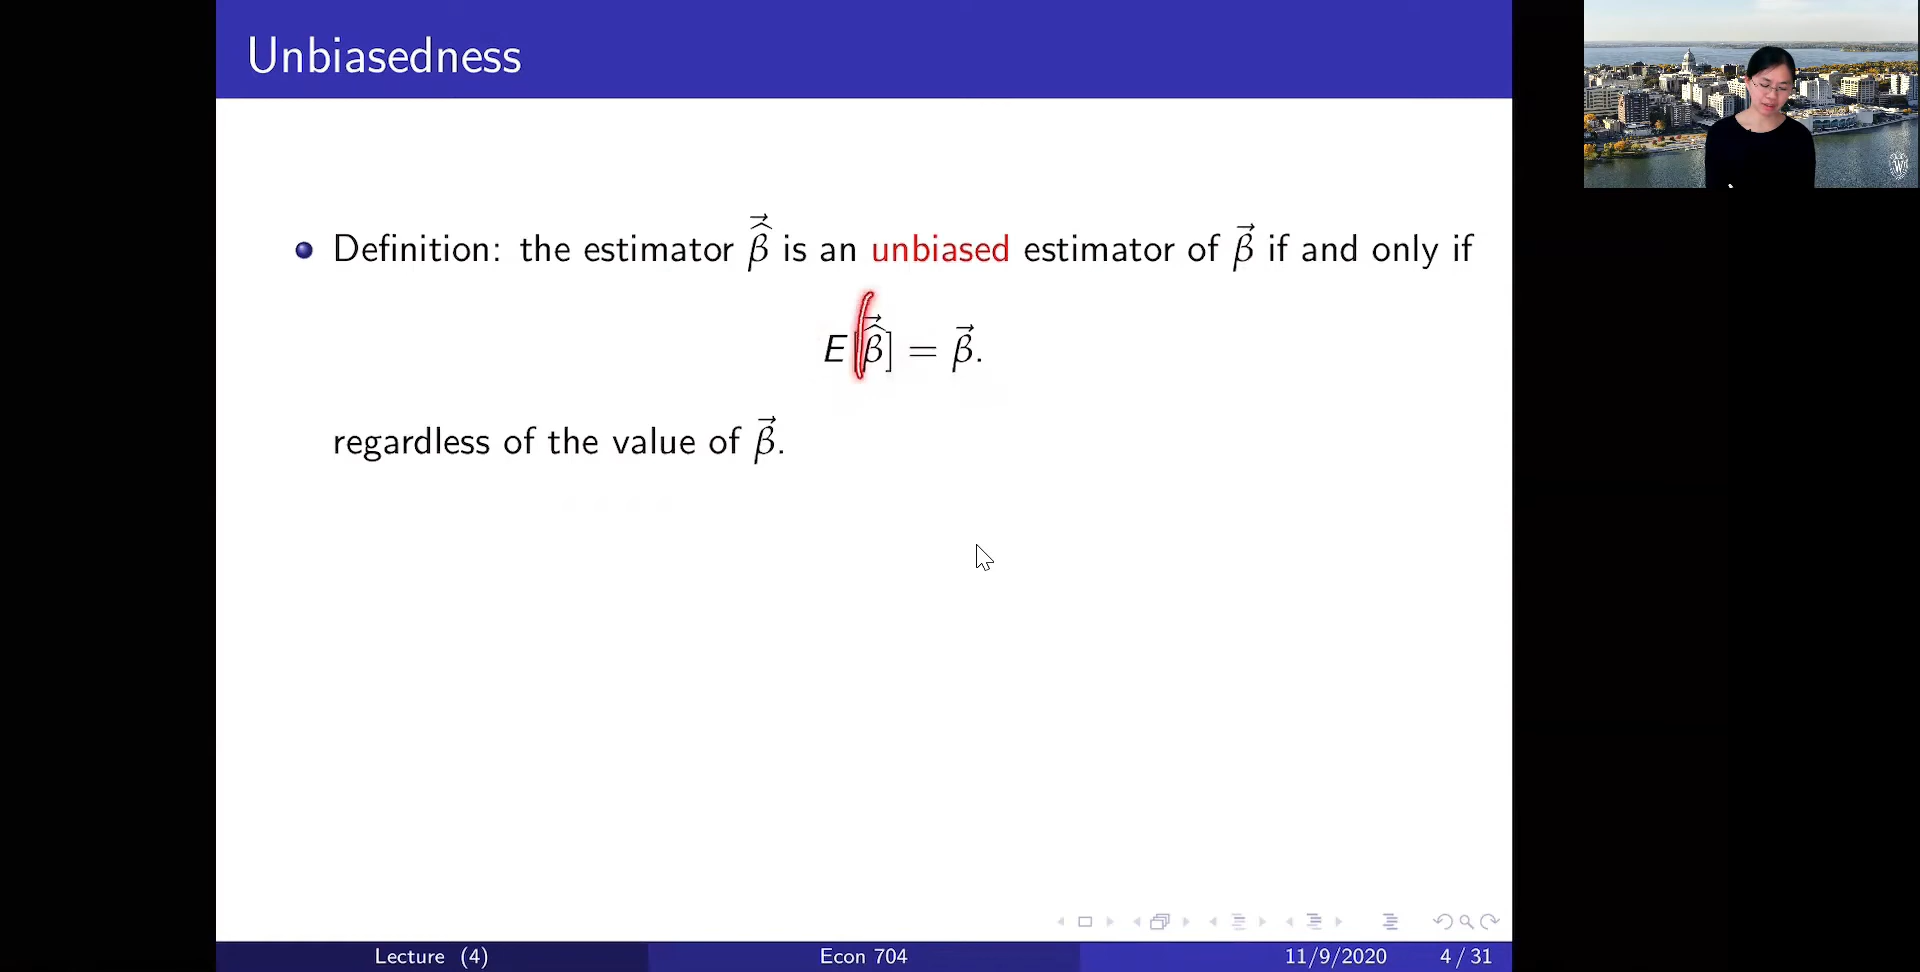 Unbiasedness
Definition: the estimator $\vec{\hat{\beta}}$ is an unbiased estimator of $\vec{\beta}$ if and only if
$E[\vec{\hat{\beta}}] = \vec{\beta}.$
regardless of the value of $\vec{\beta}$.
Lecture (4) Econ 704 11/9/2020 4 / 31
W